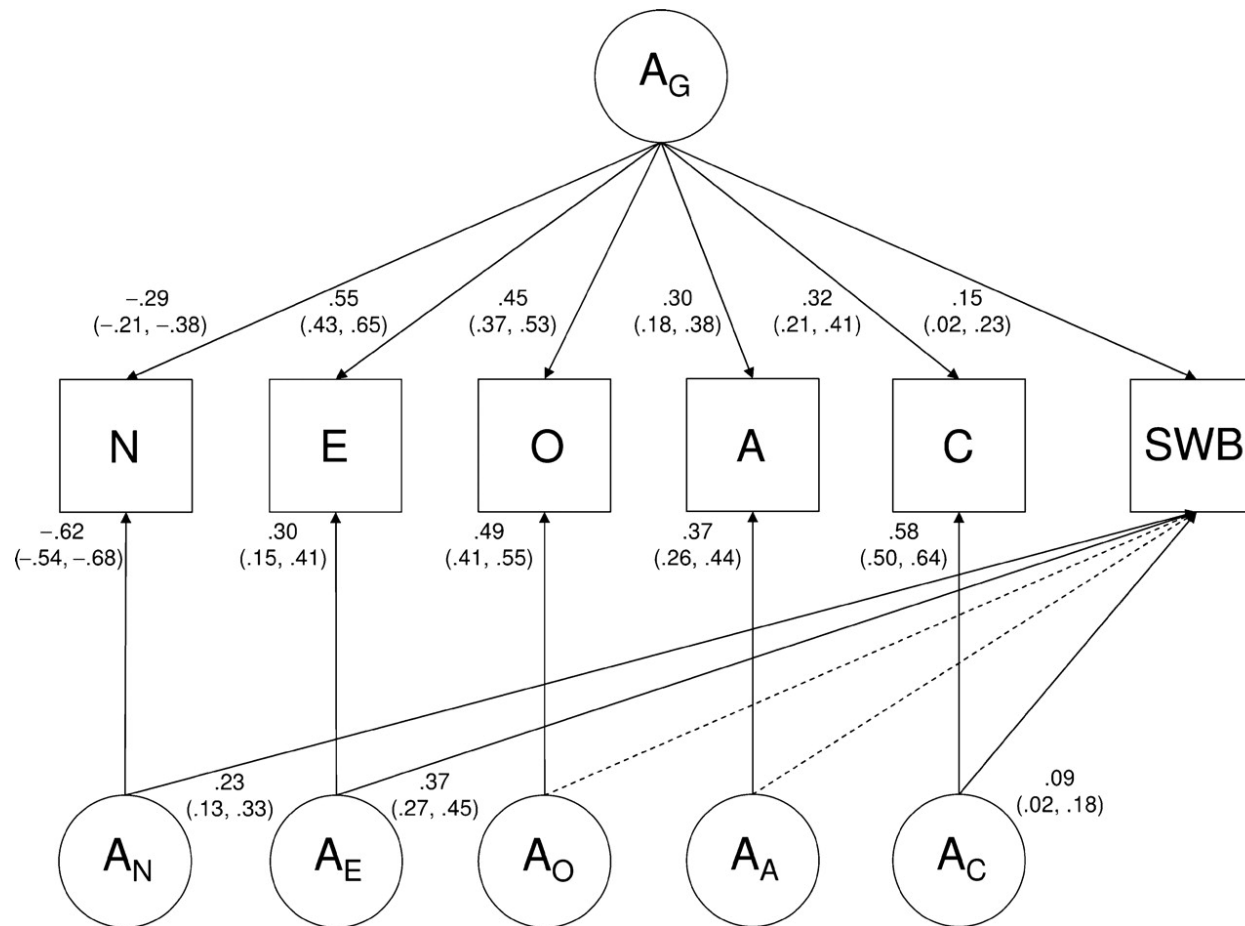 A_G
−.29 .55 .45 .30 .32 .15
(−.21, −.38) (.43, .65) (.37, .53) (.18, .38) (.21, .41) (.02, .23)
N E O A C SWB
−.62 .30 .49 .37 .58
(−.54, −.68) (.15, .41) (.41, .55) (.26, .44) (.50, .64)
.23 .37 .09
(.13, .33) (.27, .45) (.02, .18)
A_N A_E A_O A_A A_C